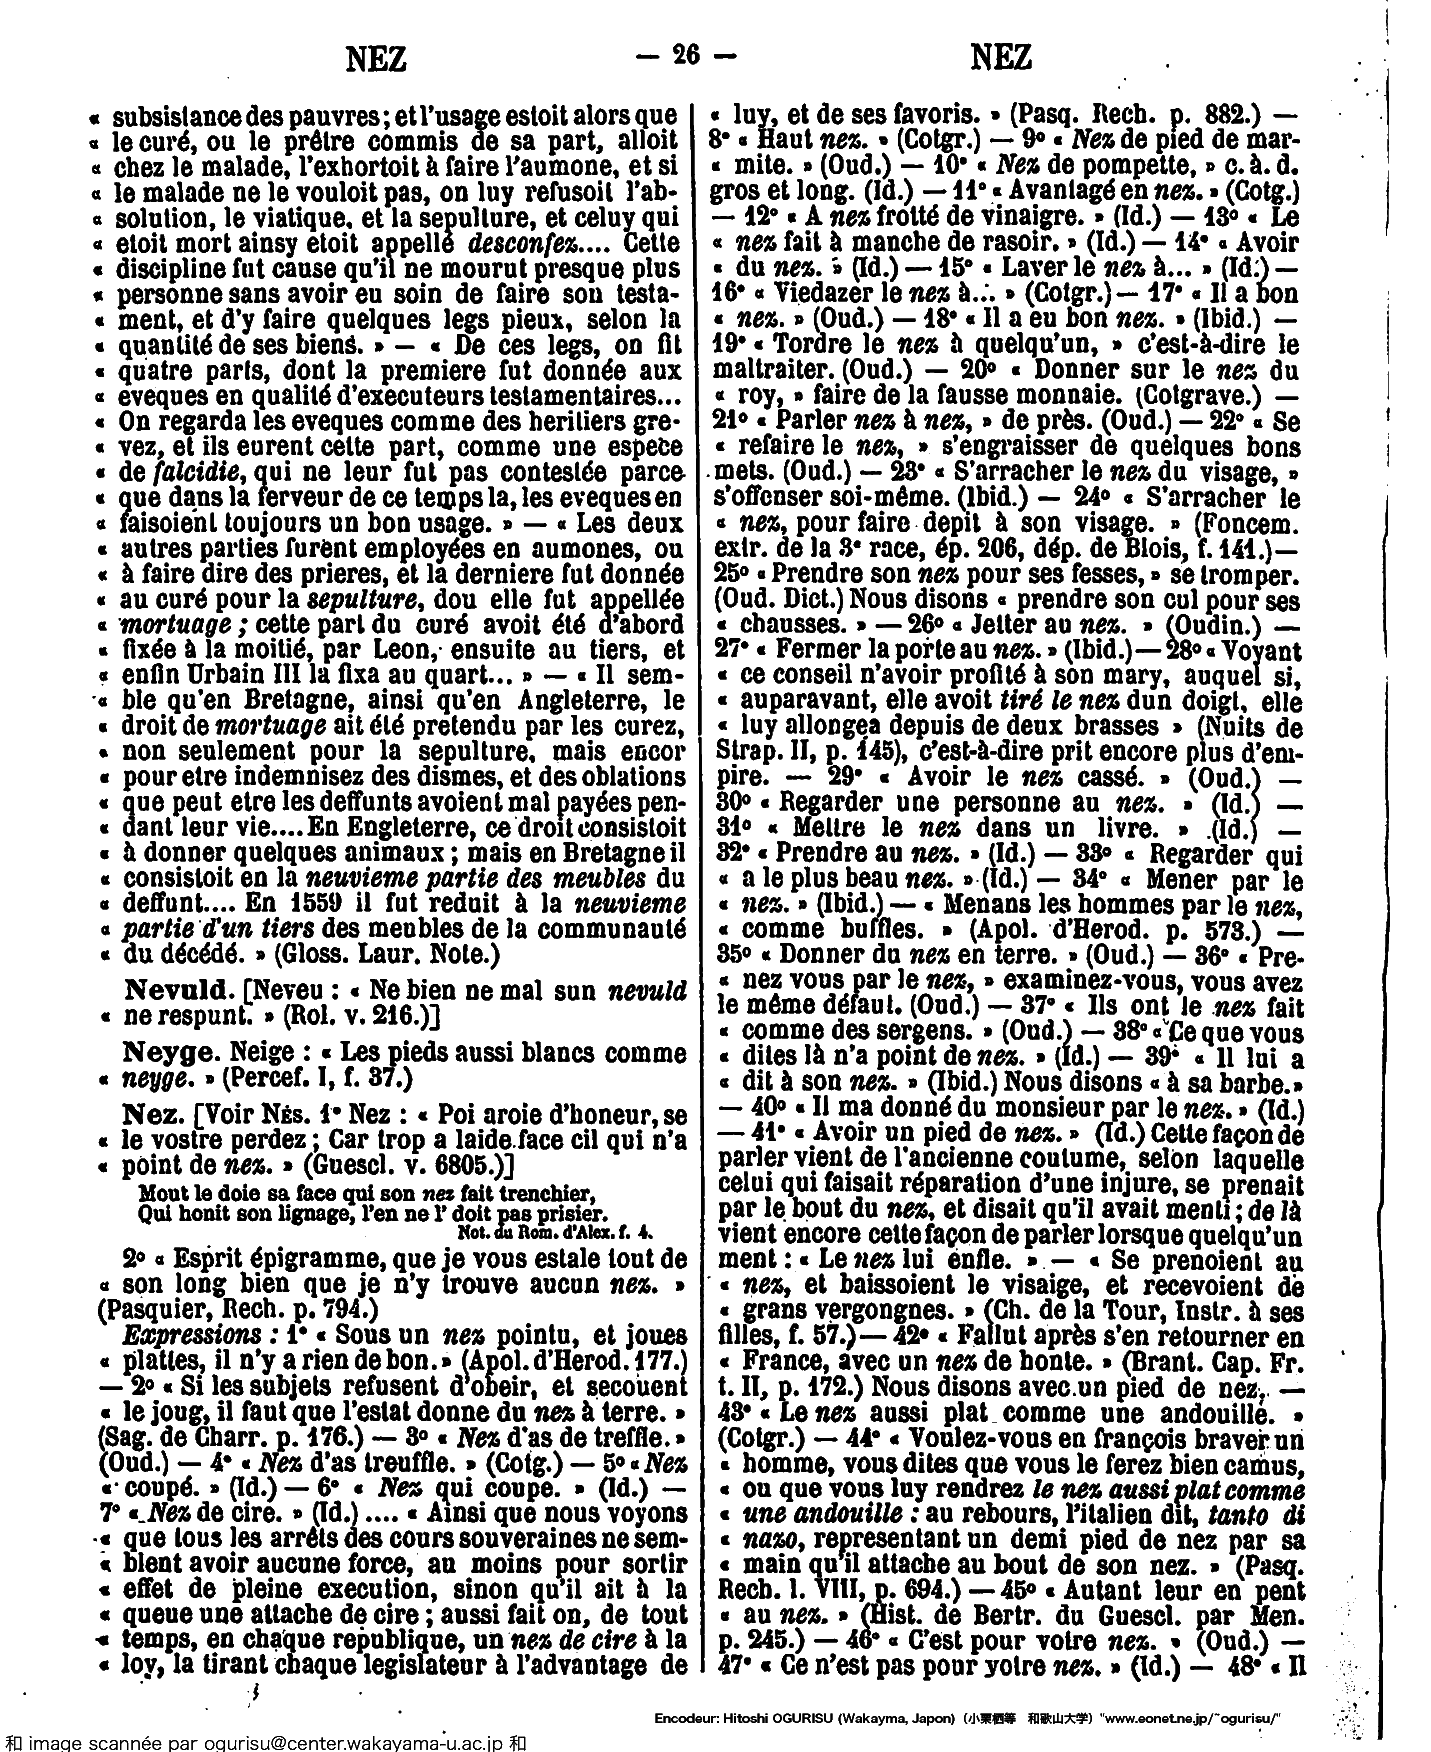 NEZ
— 26 —
NEZ
« subsistance des pauvres ; et l'usage estoit alors que
« le curé, ou le prêtre commis de sa part, alloit
« chez le malade, l'exhortoit à faire l'aumone, et si
« le malade ne le vouloit pas, on luy refusoit l'ab-
« solution, le viatique, et la sepulture, et celuy qui
« etoit mort ainsy etoit appellé desconfez.... Cette
« discipline fut cause qu'il ne mourut presque plus
« personne sans avoir eu soin de faire son testa-
« ment, et d'y faire quelques legs pieux, selon la
« quantité de ses biens. » — « De ces legs, on fit
« quatre parts, dont la premiere fut donnée aux
« eveques en qualité d'executeurs testamentaires...
« On regarda les eveques comme des heritiers gre-
« vez, et ils eurent cette part, comme une espece
« de falcidie, qui ne leur fut pas contestée parce
« que dans la ferveur de ce temps la, les eveques en
« faisoient toujours un bon usage. » — « Les deux
« autres parties furent employées en aumones, ou
« à faire dire des prieres, et la derniere fut donnée
« au curé pour la sepulture, dou elle fut appellée
« mortuage ; cette part du curé avoit été d'abord
« fixée à la moitié, par Leon, ensuite au tiers, et
« enfin Urbain III la fixa au quart... » — « Il sem-
« ble qu'en Bretagne, ainsi qu'en Angleterre, le
« droit de mortuage ait été pretendu par les curez,
« non seulement pour la sepulture, mais encor
« pour etre indemnisez des dismes, et des oblations
« que peut etre les deffunts avoient mal payées pen-
« dant leur vie.... En Engleterre, ce droit consistoit
« à donner quelques animaux ; mais en Bretagne il
« consistoit en la neuvieme partie des meubles du
« deffunt.... En 1559 il fut reduit à la neuvieme
« partie d'un tiers des meubles de la communauté
« du décédé. » (Gloss. Laur. Note.)
Nevuld. [Neveu : « Ne bien ne mal sun nevuld
« ne respunt. » (Rol. v. 216.)]
Neyge. Neige : « Les pieds aussi blancs comme
« neyge. » (Percef. I, f. 37.)
Nez. [Voir NÉS. 1° Nez : « Poi aroie d'honeur, se
« le vostre perdez ; Car trop a laide face cil qui n'a
« point de nez. » (Guescl. v. 6805.)]
Mout le doie sa face qui son nez fait trenchier,
Qui honit son lignage, l'en ne l' doit pas prisier.
Not. du Rom. d'Alex. f. 4.
2° « Esprit épigramme, que je vous estale tout de
« son long bien que je n'y trouve aucun nez. »
(Pasquier, Rech. p. 794.)
Expressions : 1° « Sous un nez pointu, et joues
« plattes, il n'y a rien de bon. » (Apol. d'Herod. 177.)
— 2° « Si les subjets refusent d'obeir, et secouent
« le joug, il faut que l'estat donne du nez à terre. »
(Sag. de Charr. p. 176.) — 3° « Nez d'as de treffle. »
(Oud.) — 4° « Nez d'as treuffle. » (Cotg.) — 5° « Nez
« coupé. » (Id.) — 6° « Nez qui coupe. » (Id.) —
7° « Nez de cire. » (Id.) .... « Ainsi que nous voyons
« que tous les arrêts des cours souveraines ne sem-
« blent avoir aucune force, au moins pour sortir
« effet de pleine execution, sinon qu'il ait à la
« queue une attache de cire ; aussi fait on, de tout
« temps, en chaque republique, un nez de cire à la
« loy, la tirant chaque legislateur à l'advantage de
« luy, et de ses favoris. » (Pasq. Rech. p. 882.) —
8° « Haut nez. » (Cotgr.) — 9° « Nez de pied de mar-
« mite. » (Oud.) — 10° « Nez de pompette, » c. à. d.
gros et long. (Id.) — 11° « Avantagé en nez. » (Cotg.)
— 12° « A nez frotté de vinaigre. » (Id.) — 13° « Le
« nez fait à manche de rasoir. » (Id.) — 14° « Avoir
« du nez. » (Id.) — 15° « Laver le nez à... » (Id.) —
16° « Viedazer le nez à... » (Cotgr.) — 17° « Il a bon
« nez. » (Oud.) — 18° « Il a eu bon nez. » (Ibid.) —
19° « Tordre le nez à quelqu'un, » c'est-à-dire le
maltraiter. (Oud.) — 20° « Donner sur le nez du
« roy, » faire de la fausse monnaie. (Cotgrave.) —
21° « Parler nez à nez, » de près. (Oud.) — 22° « Se
« refaire le nez, » s'engraisser de quelques bons
mets. (Oud.) — 23° « S'arracher le nez du visage, »
s'offenser soi-même. (Ibid.) — 24° « S'arracher le
« nez, pour faire depit à son visage. » (Foncem.
extr. de la 3e race, ép. 206, dép. de Blois, f. 141.) —
25° « Prendre son nez pour ses fesses, » se tromper.
(Oud. Dict.) Nous disons « prendre son cul pour ses
« chausses. » — 26° « Jetter au nez. » (Oudin.) —
27° « Fermer la porte au nez. » (Ibid.) — 28° « Voyant
« ce conseil n'avoir profité à son mary, auquel si,
« auparavant, elle avoit tiré le nez dun doigt, elle
« luy allongea depuis de deux brasses » (Nuits de
Strap. II, p. 145), c'est-à-dire prit encore plus d'em-
pire. — 29° « Avoir le nez cassé. » (Oud.) —
30° « Regarder une personne au nez. » (Id.) —
31° « Mettre le nez dans un livre. » (Id.) —
32° « Prendre au nez. » (Id.) — 33° « Regarder qui
« a le plus beau nez. » (Id.) — 34° « Mener par le
« nez. » (Ibid.) — « Menans les hommes par le nez,
« comme buffles. » (Apol. d'Herod. p. 573.) —
35° « Donner du nez en terre. » (Oud.) — 36° « Pre-
« nez vous par le nez, » examinez-vous, vous avez
le même défaut. (Oud.) — 37° « Ils ont le nez fait
« comme des sergens. » (Oud.) — 38° « Ce que vous
« dites là n'a point de nez. » (Id.) — 39° « Il lui a
« dit à son nez. » (Ibid.) Nous disons « à sa barbe. »
— 40° « Il ma donné du monsieur par le nez. » (Id.)
— 41° « Avoir un pied de nez. » (Id.) Cette façon de
parler vient de l'ancienne coutume, selon laquelle
celui qui faisait réparation d'une injure, se prenait
par le bout du nez, et disait qu'il avait menti ; de là
vient encore cette façon de parler lorsque quelqu'un
ment : « Le nez lui enfle. » — « Se prenoient au
« nez, et baissoient le visaige, et recevoient de
« grans vergongnes. » (Ch. de la Tour, Instr. à ses
filles, f. 57.) — 42° « Fallut après s'en retourner en
« France, avec un nez de honte. » (Brant. Cap. Fr.
t. II, p. 172.) Nous disons avec un pied de nez. —
43° « Le nez aussi plat comme une andouille. »
(Cotgr.) — 44° « Voulez-vous en françois braver un
« homme, vous dites que vous le ferez bien camus,
« ou que vous luy rendrez le nez aussi plat comme
« une andouille : au rebours, l'italien dit, tanto di
« nazo, representant un demi pied de nez par sa
« main qu'il attache au bout de son nez. » (Pasq.
Rech. l. VIII, p. 694.) — 45° « Autant leur en pent
« au nez. » (Hist. de Bertr. du Guescl. par Men.
p. 245.) — 46° « C'est pour votre nez. » (Oud.) —
47° « Ce n'est pas pour votre nez. » (Id.) — 48° « Il
Encodeur: Hitoshi OGURISU (Wakayma, Japon) (小栗栖等 和歌山大学) "www.eonet.ne.jp/~ogurisu/"
和 image scannée par ogurisu@center.wakayama-u.ac.jp 和